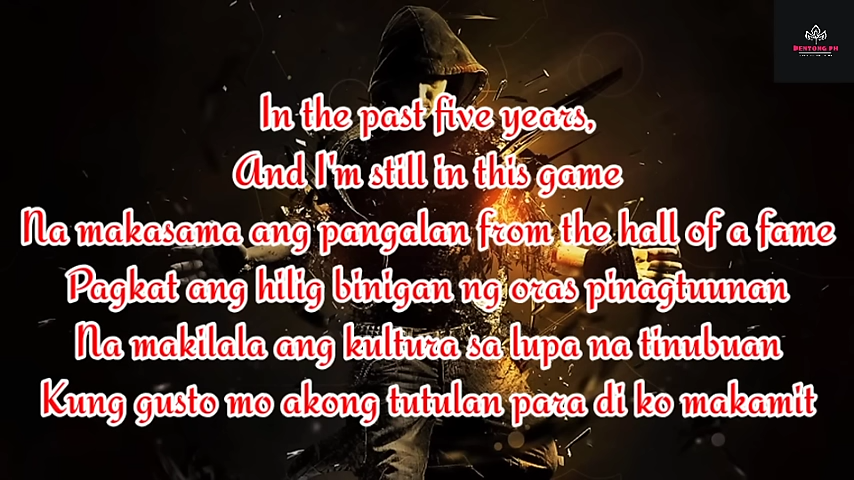 DENTONG.PH
In the past five years,
And I'm still in this game
Na makasama ang pangalan from the hall of a fame
Pagkat ang hilig binigan ng oras pinagtuunan
Na makilala ang kultura sa lupa na tinubuan
Kung gusto mo akong tutulan para di ko makamit